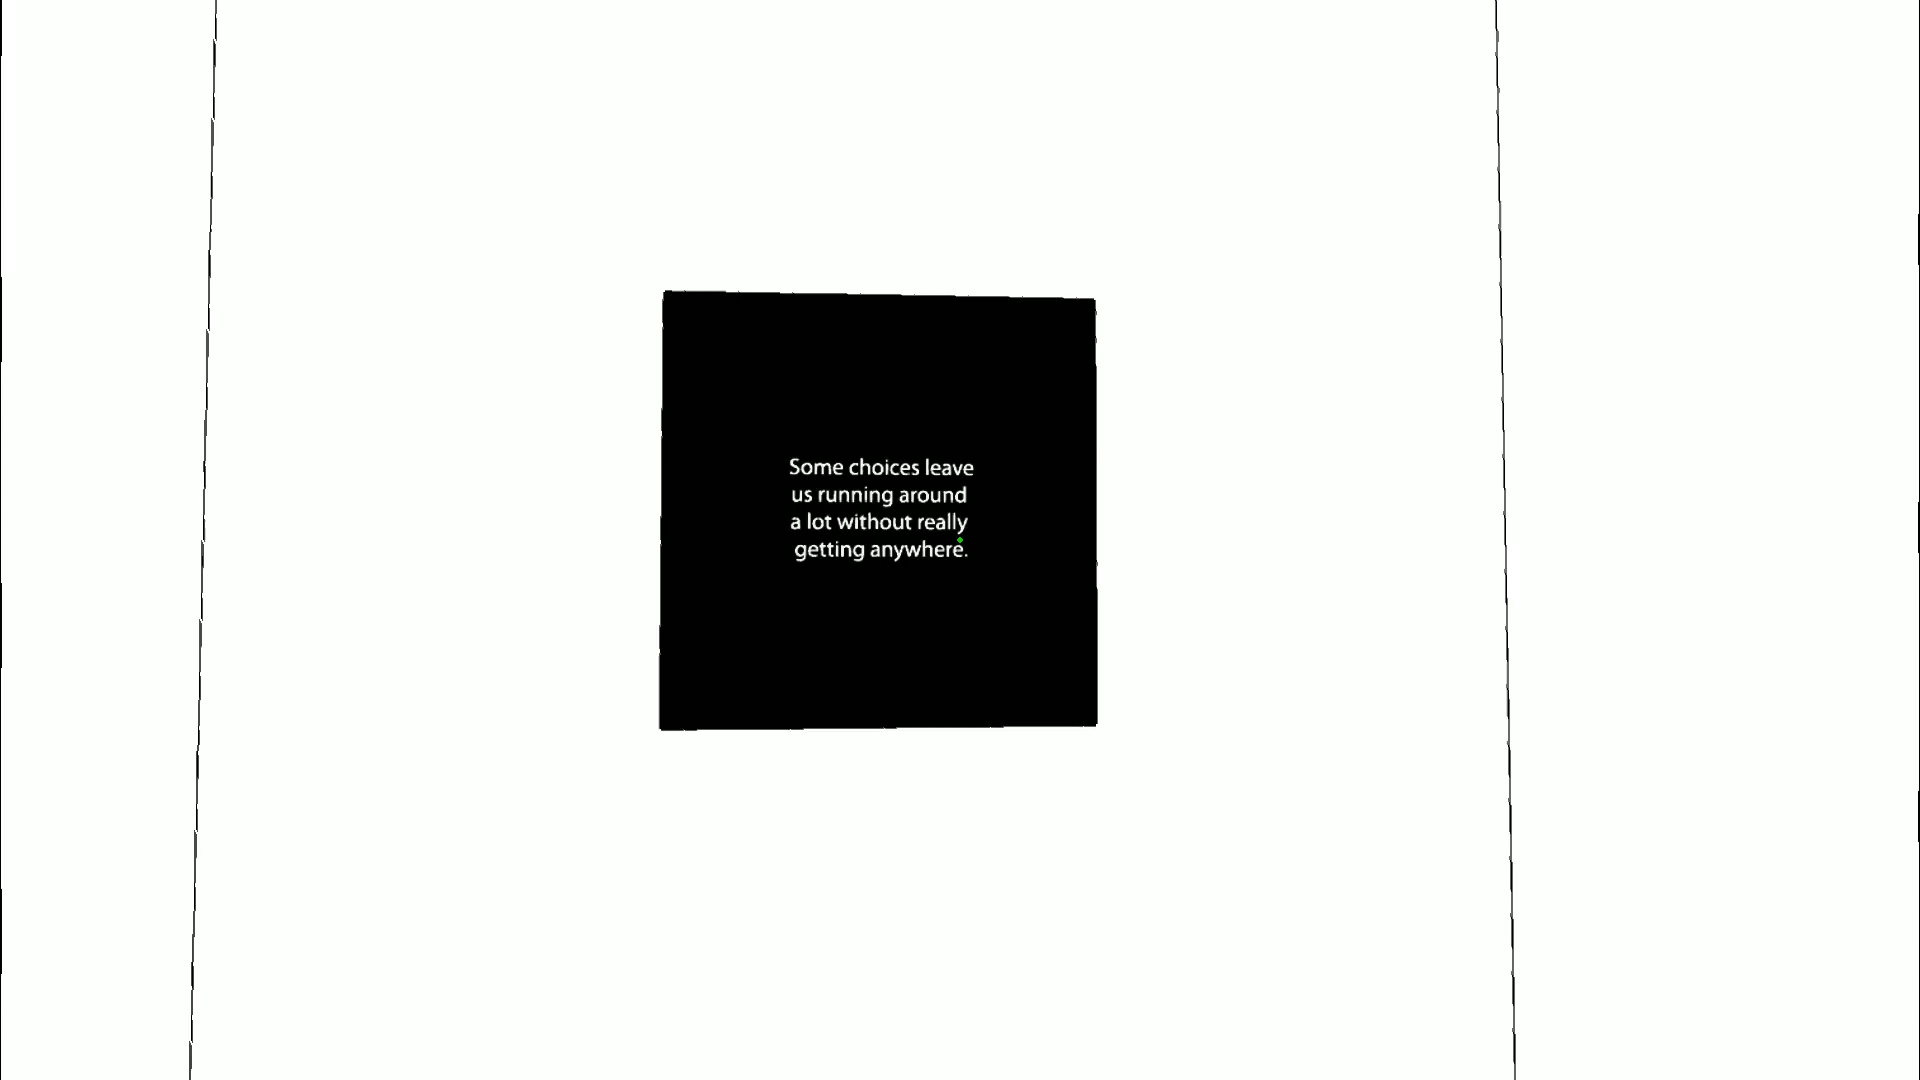 Some choices leave
us running around
a lot without really
getting anywhere.